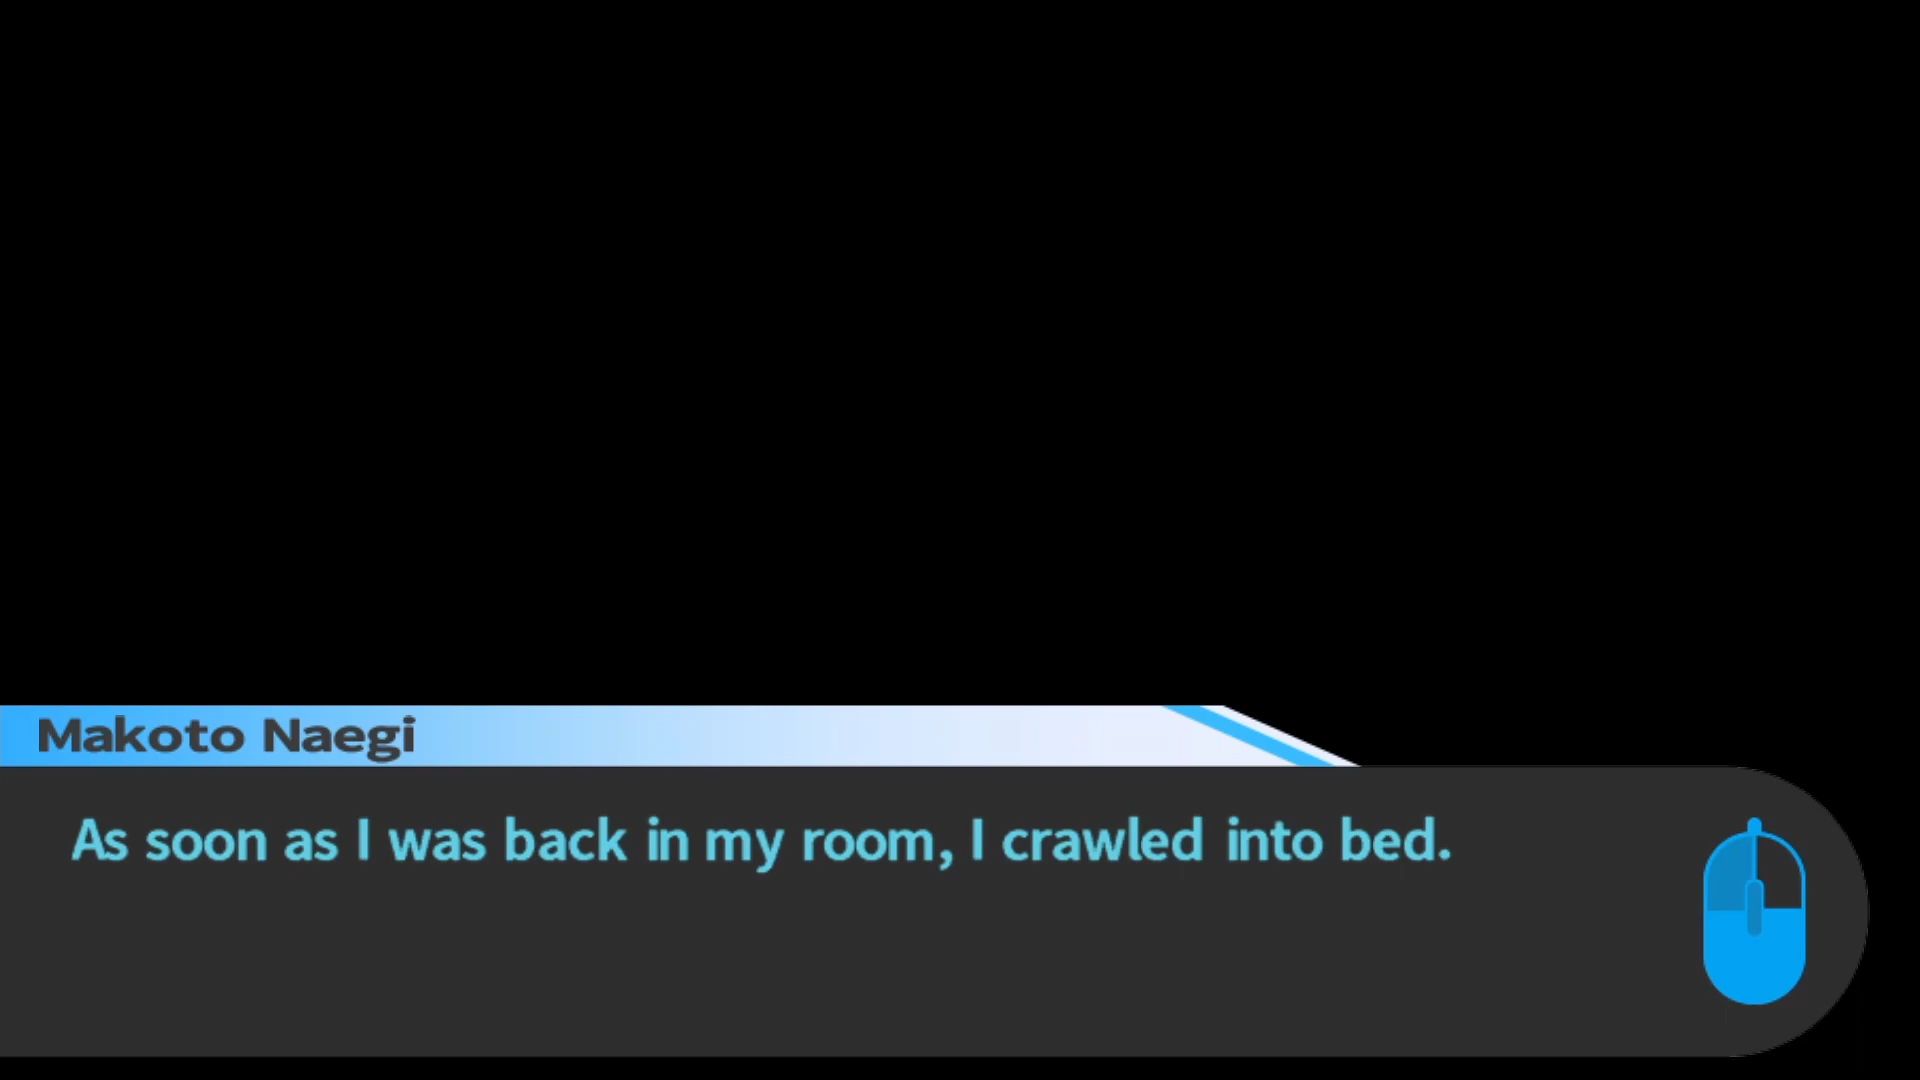 Makoto Naegi
As soon as I was back in my room, I crawled into bed.